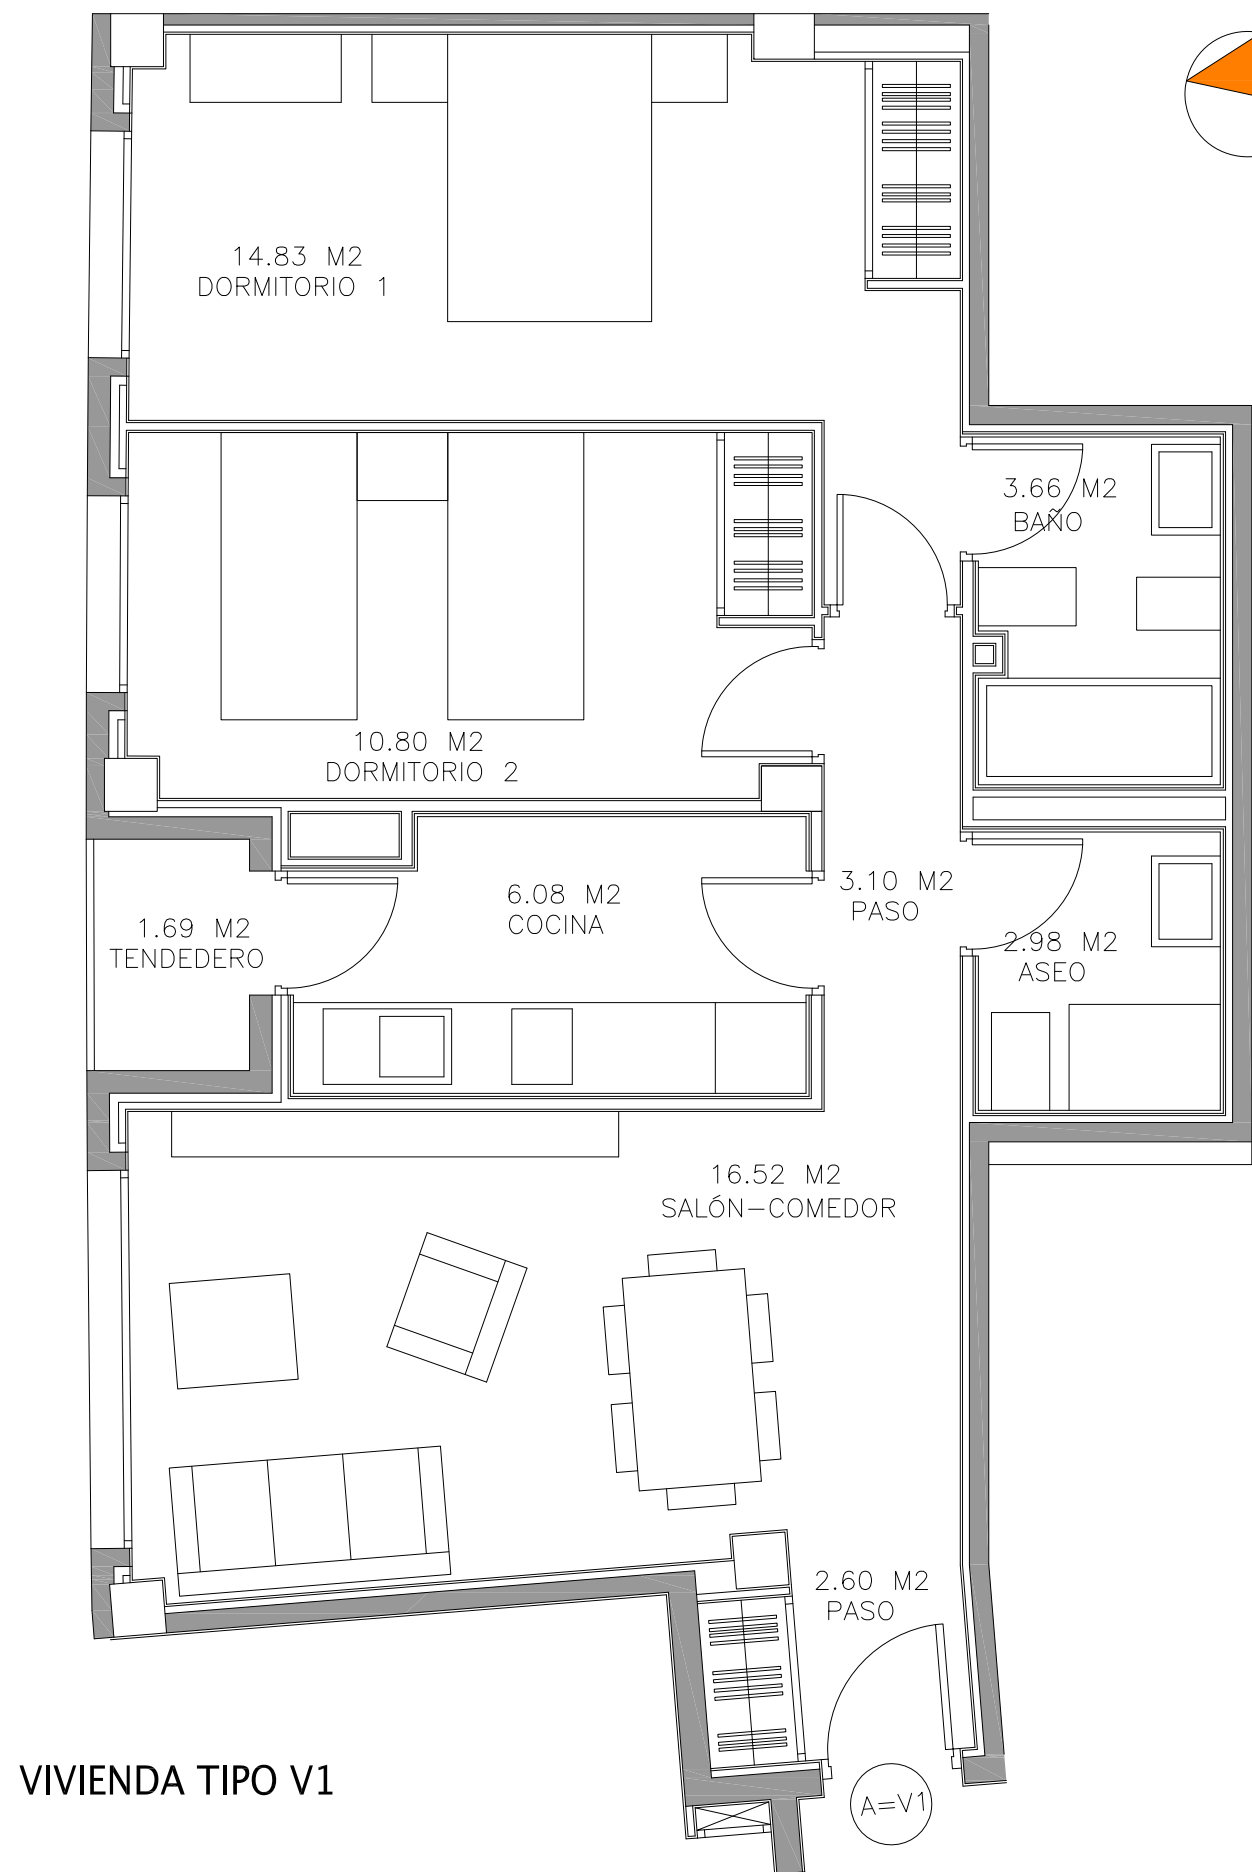 14.83 M2
DORMITORIO 1
3.66 M2
BAÑO
10.80 M2
DORMITORIO 2
3.10 M2
PASO
6.08 M2
COCINA
1.69 M2
TENDEDERO
2.98 M2
ASEO
16.52 M2
SALÓN-COMEDOR
2.60 M2
PASO
VIVIENDA TIPO V1
A=V1